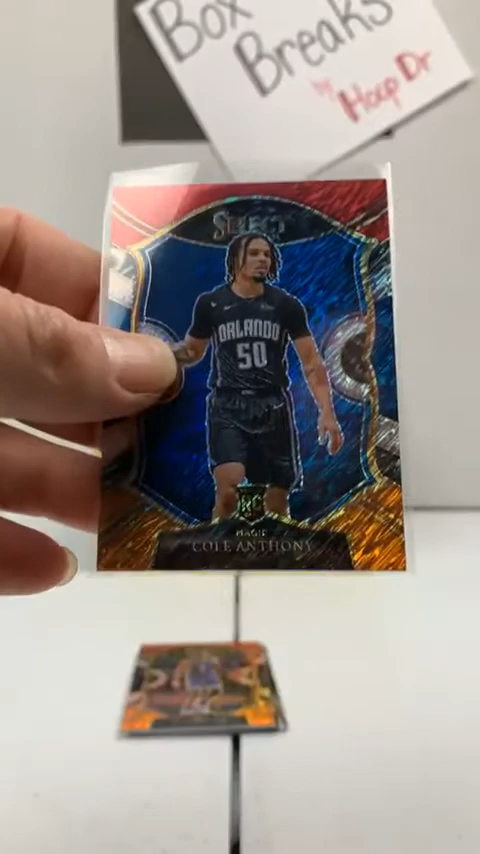 Box
Breaks
by
Hoop Dr
SELECT
ORLANDO
50
RC
MAGIC
COLE ANTHONY